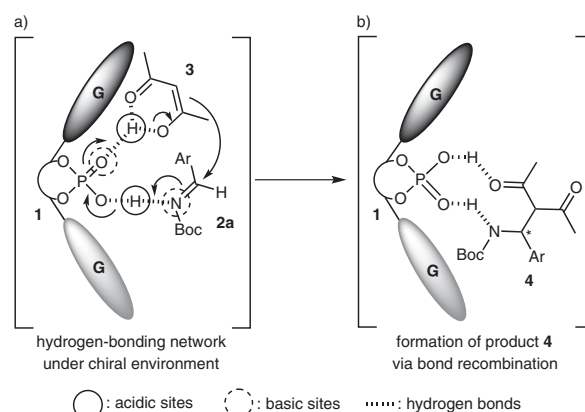 a)
G
3
O
H
O
O
P
O
O
O
H
Ar
N
H
Boc
2a
1
G
hydrogen-bonding network
under chiral environment
b)
G
O
H
O
P
O
O
O
H
O
N
*
Boc
Ar
1
4
G
formation of product 4
via bond recombination
: acidic sites
: basic sites
: hydrogen bonds